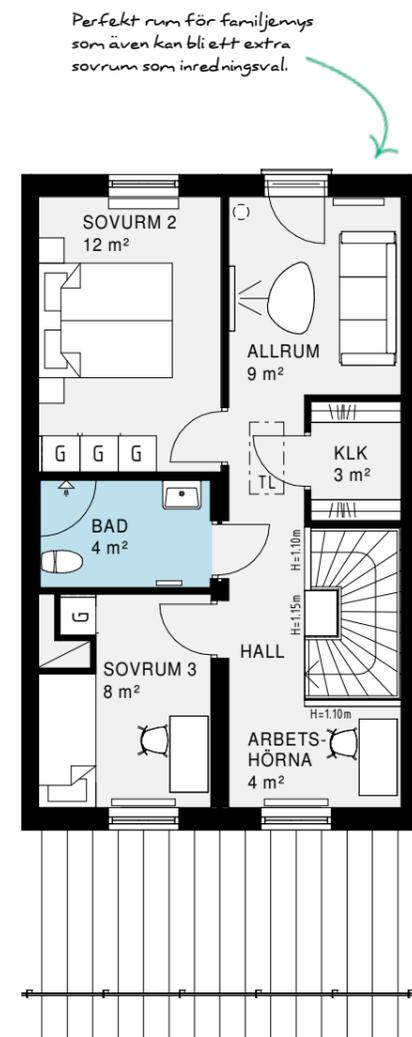 Perfekt rum för familjemys
som även kan bli ett extra
sovrum som inredningsval.
SOVURM 2
12 m²
ALLRUM
9 m²
G
G
G
TL
KLK
3 m²
BAD
4 m²
H=1.10m
H=1.15m
G
SOVRUM 3
8 m²
HALL
H=1.10m
ARBETS-
HÖRNA
4 m²